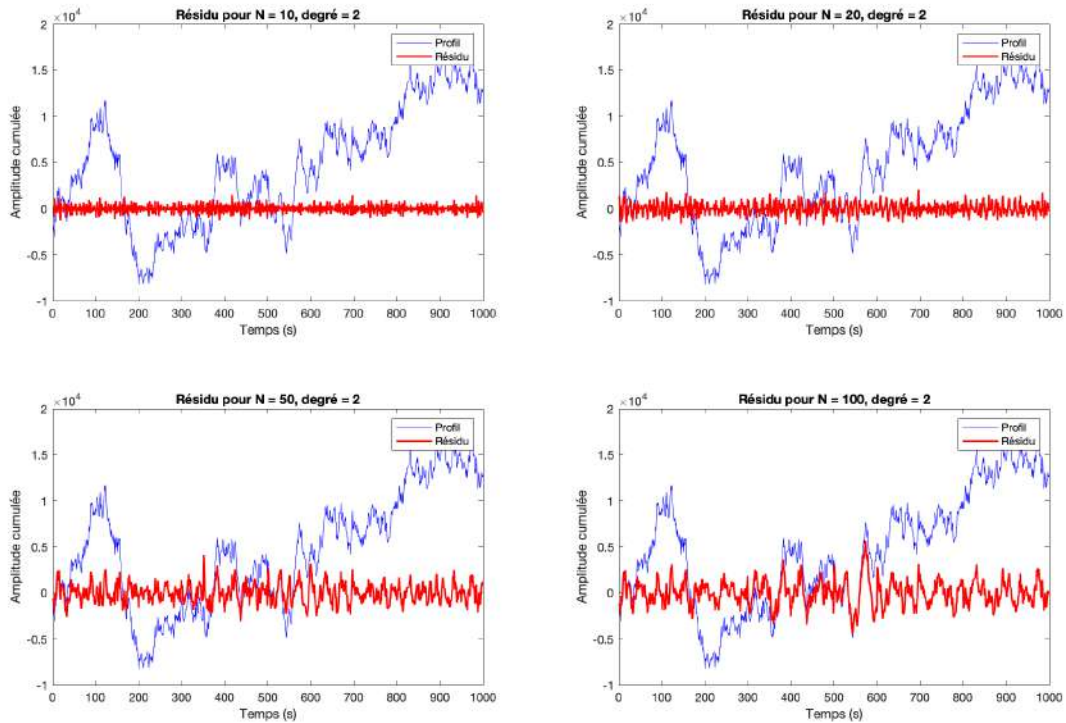 Résidu pour N = 10, degré = 2
×10⁴
2
1.5
1
0.5
0
-0.5
-1
Amplitude cumulée
0 100 200 300 400 500 600 700 800 900 1000
Temps (s)
Profil
Résidu
Résidu pour N = 20, degré = 2
×10⁴
2
1.5
1
0.5
0
-0.5
-1
Amplitude cumulée
0 100 200 300 400 500 600 700 800 900 1000
Temps (s)
Profil
Résidu
Résidu pour N = 50, degré = 2
×10⁴
2
1.5
1
0.5
0
-0.5
-1
Amplitude cumulée
0 100 200 300 400 500 600 700 800 900 1000
Temps (s)
Profil
Résidu
Résidu pour N = 100, degré = 2
×10⁴
2
1.5
1
0.5
0
-0.5
-1
Amplitude cumulée
0 100 200 300 400 500 600 700 800 900 1000
Temps (s)
Profil
Résidu